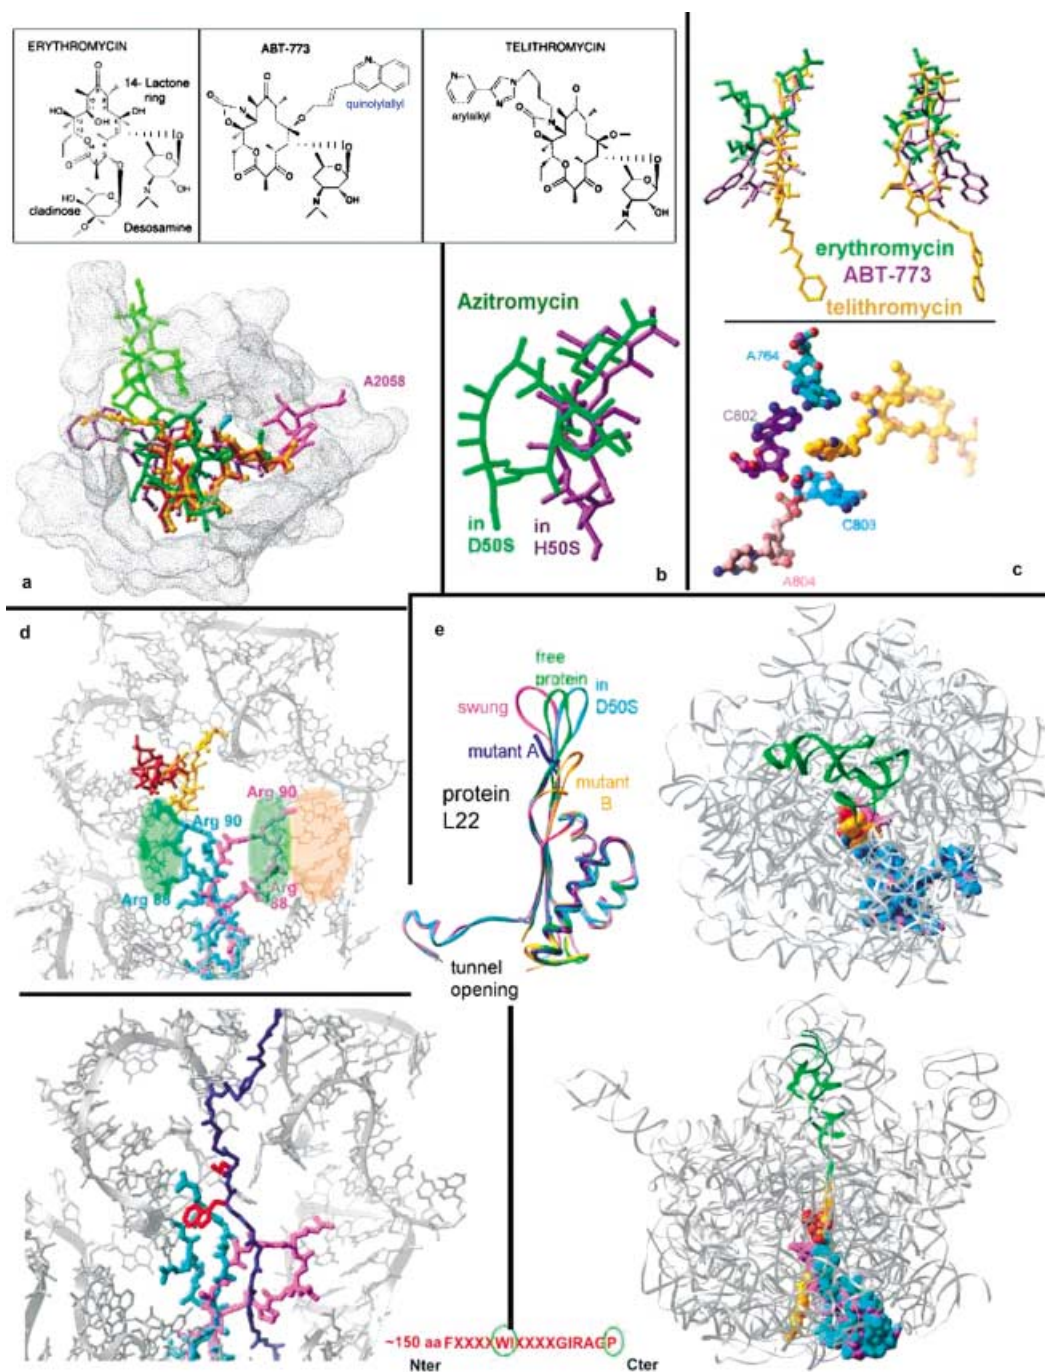 ERYTHROMYCIN
14- Lactone
ring
cladinose
Desosamine
ABT-773
quinolylallyl
TELITHROMYCIN
arylalkyl
erythromycin
ABT-773
telithromycin
A2058
a
Azitromycin
in
D50S
in
H50S
b
A764
C802
C803
A804
c
d
Arg 90
Arg 90
Arg 88
Arg
88
e
free
protein
in
D50S
swung
mutant A
mutant
B
protein
L22
tunnel
opening
~150 aa FXXXXWIXXXXGIRAGP
Nter
Cter